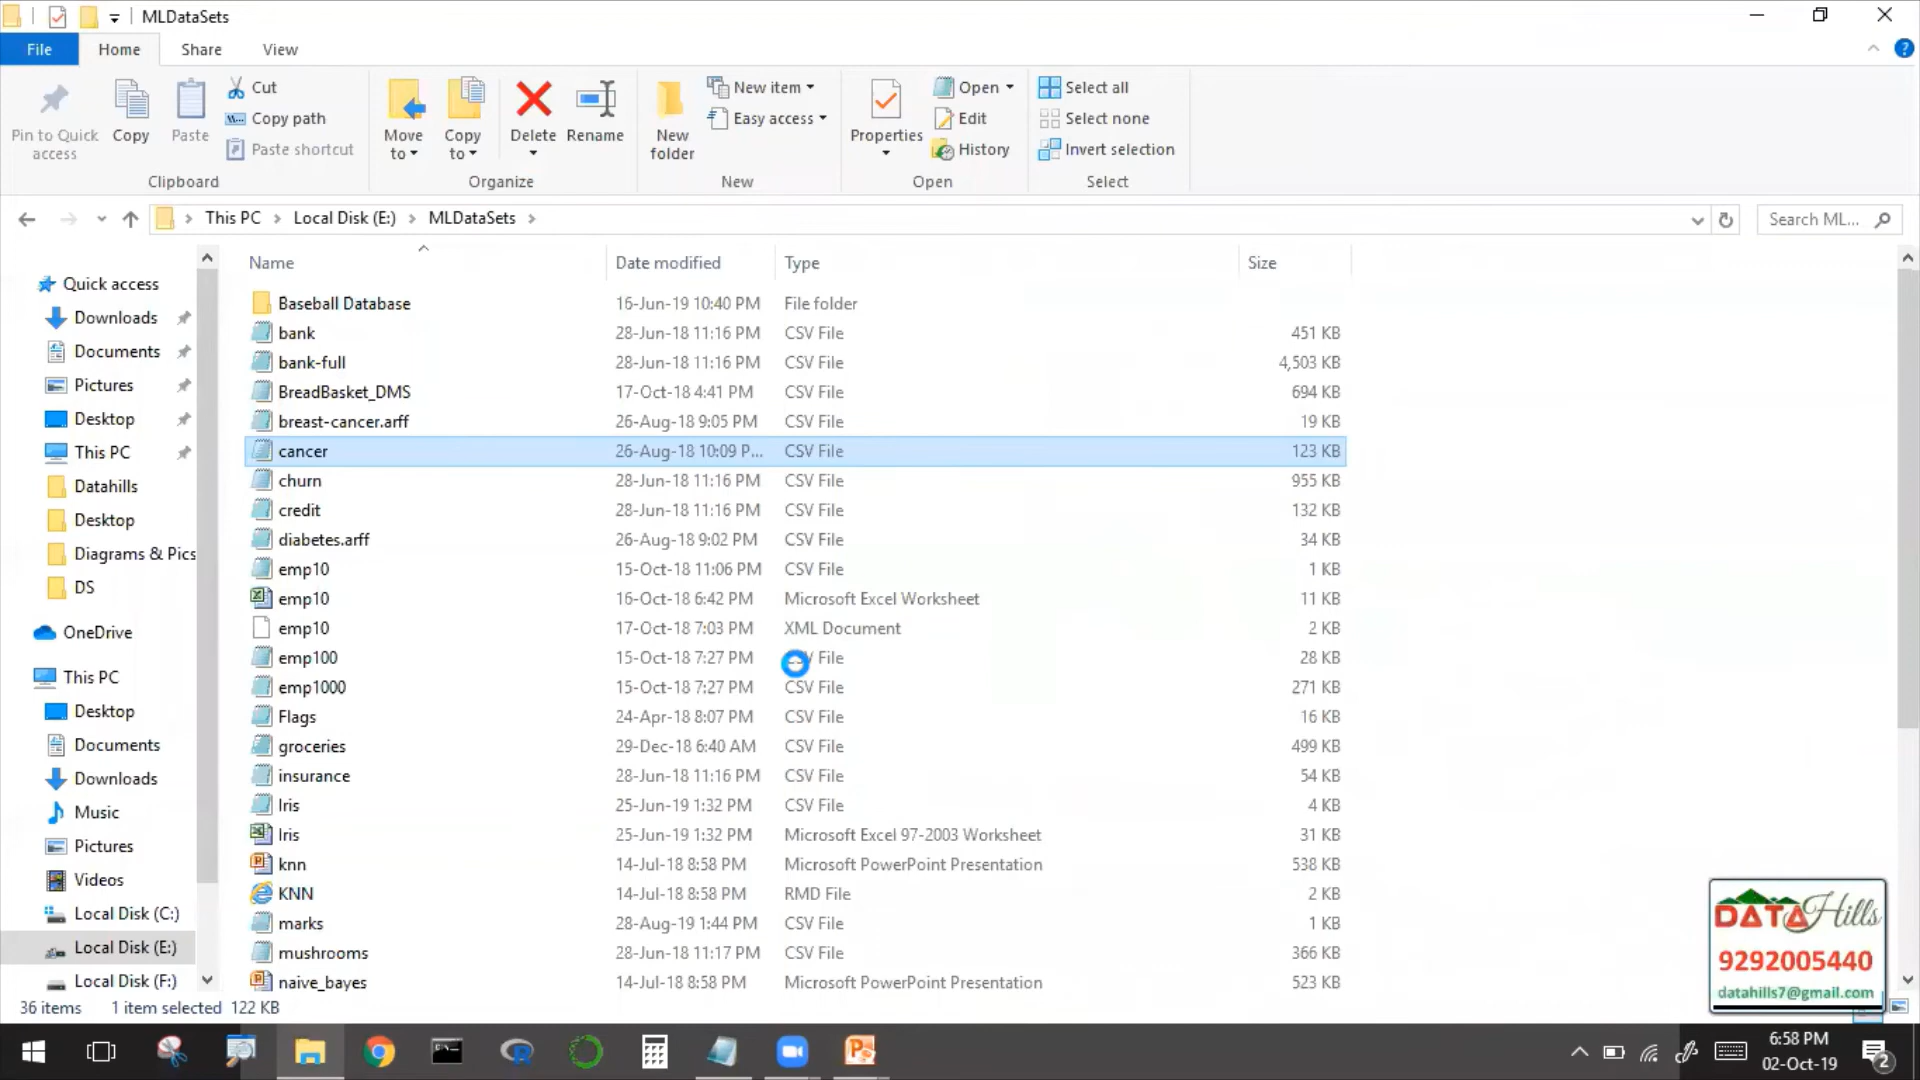 MLDataSets
File Home Share View
Pin to Quick access
Copy
Paste
Cut
Copy path
Paste shortcut
Clipboard
Move to
Copy to
Delete
Rename
Organize
New folder
New item
Easy access
New
Properties
Open
Edit
History
Open
Select all
Select none
Invert selection
Select
This PC Local Disk (E:) MLDataSets
Search ML...
Quick access
Downloads
Documents
Pictures
Desktop
This PC
Datahills
Desktop
Diagrams & Pics
DS
OneDrive
This PC
Desktop
Documents
Downloads
Music
Pictures
Videos
Local Disk (C:)
Local Disk (E:)
Local Disk (F:)
Name Date modified Type Size
Baseball Database 16-Jun-19 10:40 PM File folder
bank 28-Jun-18 11:16 PM CSV File 451 KB
bank-full 28-Jun-18 11:16 PM CSV File 4,503 KB
BreadBasket_DMS 17-Oct-18 4:41 PM CSV File 694 KB
breast-cancer.arff 26-Aug-18 9:05 PM CSV File 19 KB
cancer 26-Aug-18 10:09 P... CSV File 123 KB
churn 28-Jun-18 11:16 PM CSV File 955 KB
credit 28-Jun-18 11:16 PM CSV File 132 KB
diabetes.arff 26-Aug-18 9:02 PM CSV File 34 KB
emp10 15-Oct-18 11:06 PM CSV File 1 KB
emp10 16-Oct-18 6:42 PM Microsoft Excel Worksheet 11 KB
emp10 17-Oct-18 7:03 PM XML Document 2 KB
emp100 15-Oct-18 7:27 PM CSV File 28 KB
emp1000 15-Oct-18 7:27 PM CSV File 271 KB
Flags 24-Apr-18 8:07 PM CSV File 16 KB
groceries 29-Dec-18 6:40 AM CSV File 499 KB
insurance 28-Jun-18 11:16 PM CSV File 54 KB
Iris 25-Jun-19 1:32 PM CSV File 4 KB
Iris 25-Jun-19 1:32 PM Microsoft Excel 97-2003 Worksheet 31 KB
knn 14-Jul-18 8:58 PM Microsoft PowerPoint Presentation 538 KB
KNN 14-Jul-18 8:58 PM RMD File 2 KB
marks 28-Aug-19 1:44 PM CSV File 1 KB
mushrooms 28-Jun-18 11:17 PM CSV File 366 KB
naive_bayes 14-Jul-18 8:58 PM Microsoft PowerPoint Presentation 523 KB
DATAHills
9292005440
datahills7@gmail.com
36 items 1 item selected 122 KB
6:58 PM
02-Oct-19
2